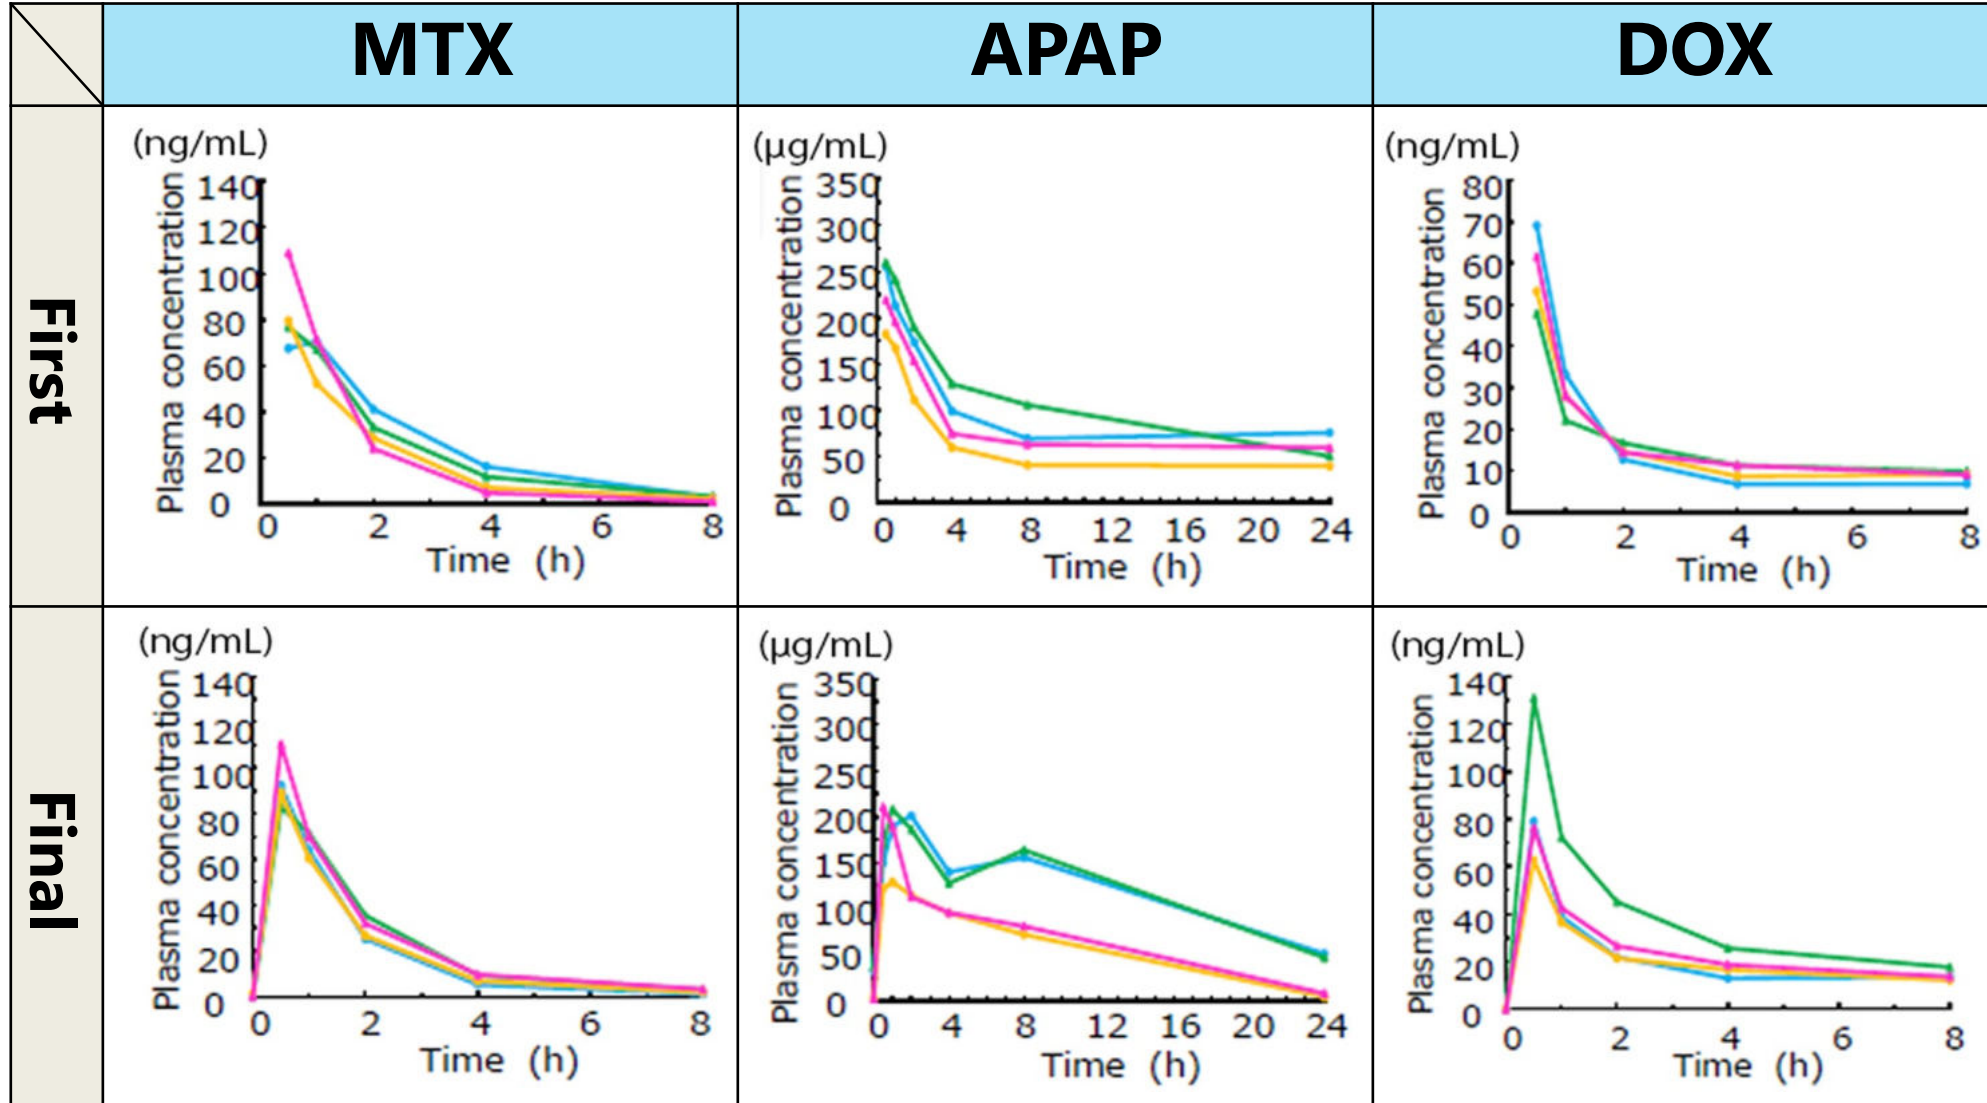 MTX
APAP
DOX
First
(ng/mL)
Plasma concentration
140
120
100
80
60
40
20
0
0 2 4 6 8
Time (h)
(μg/mL)
Plasma concentration
350
300
250
200
150
100
50
0
0 4 8 12 16 20 24
Time (h)
(ng/mL)
Plasma concentration
80
70
60
50
40
30
20
10
0
0 2 4 6 8
Time (h)
Final
(ng/mL)
Plasma concentration
140
120
100
80
60
40
20
0
0 2 4 6 8
Time (h)
(μg/mL)
Plasma concentration
350
300
250
200
150
100
50
0
0 4 8 12 16 20 24
Time (h)
(ng/mL)
Plasma concentration
140
120
100
80
60
40
20
0
0 2 4 6 8
Time (h)